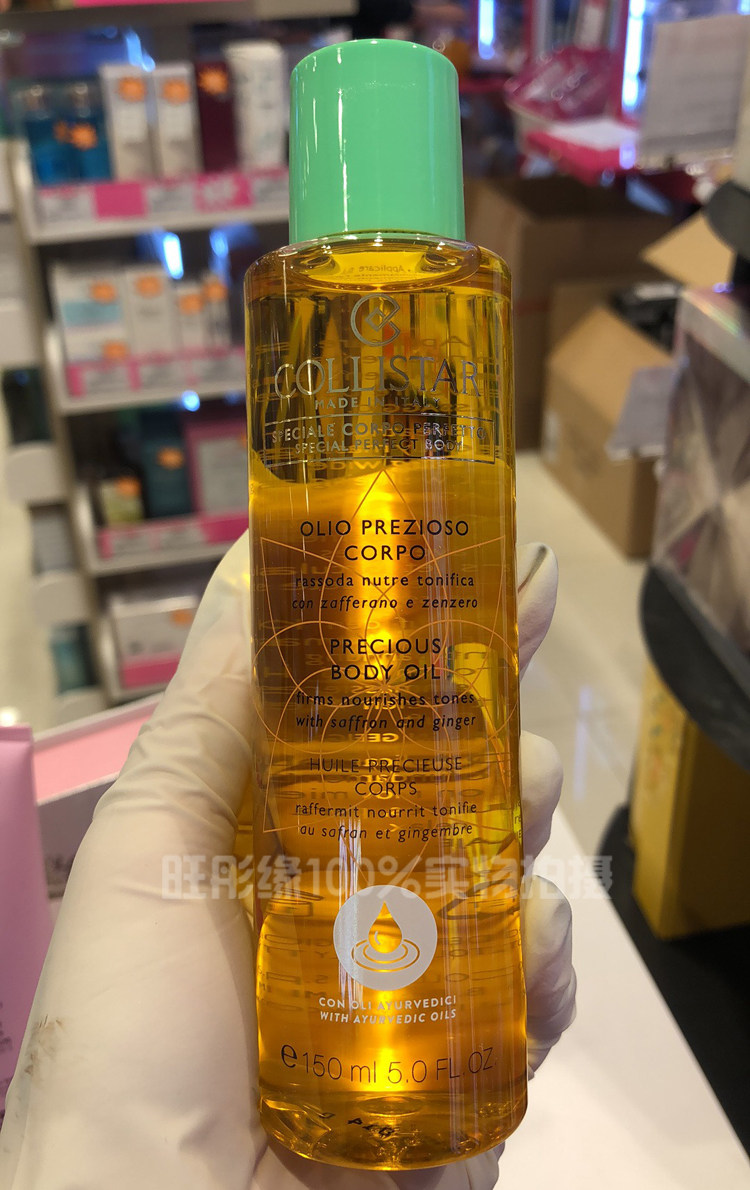 COLLISTAR
MADE IN ITALY
SPECIALE CORPO PERFETTO
SPECIAL PERFECT BODY
OLIO PREZIOSO
CORPO
rassoda nutre tonifica
con zafferano e zenzero
PRECIOUS
BODY OIL
firms nourishes tones
with saffron and ginger
HUILE PRECIEUSE
CORPS
raffermit nourrit tonifie
au safran et gingembre
旺彤缘100%实物拍摄
CON OLI AYURVEDICI
WITH AYURVEDIC OILS
e 150 ml 5.0 FL.OZ.